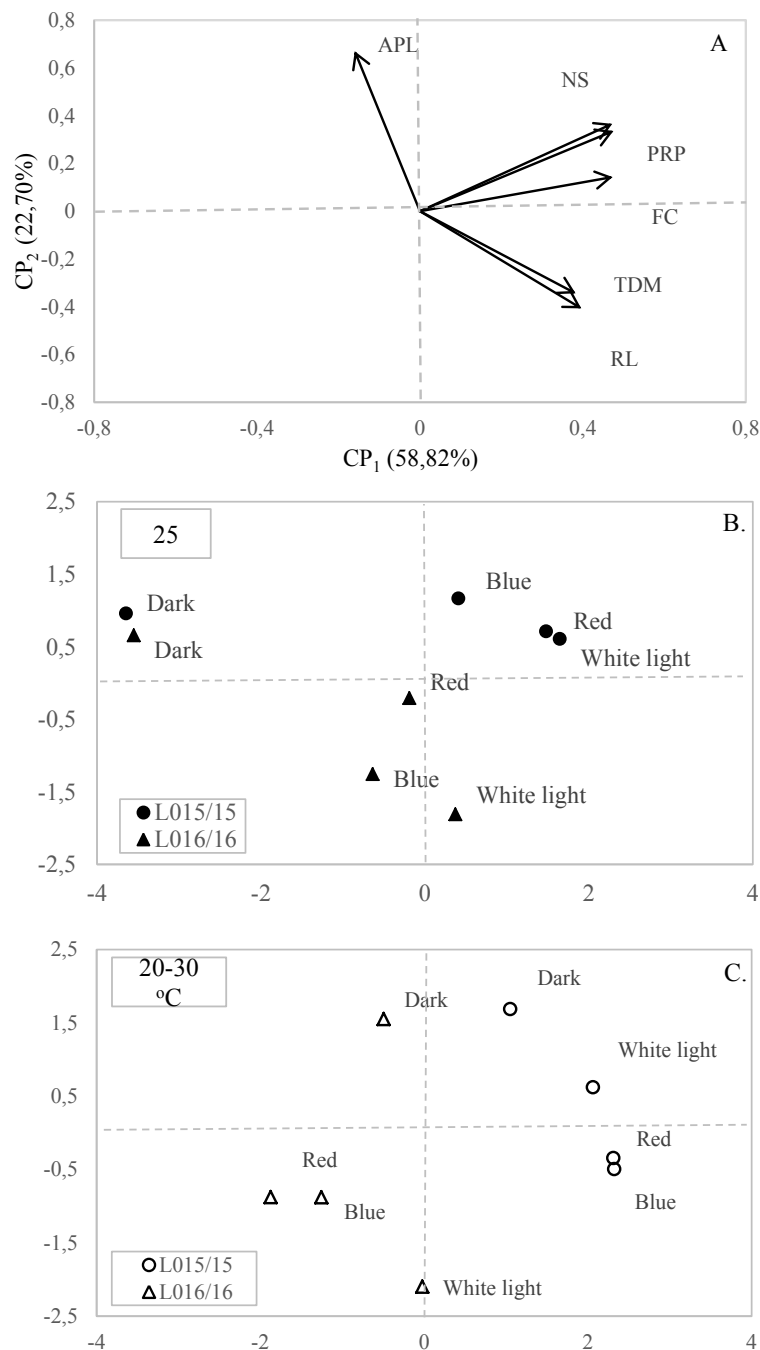 0,8
APL
A
0,6
NS
0,4
PRP
0,2
0
FC
-0,2
TDM
-0,4
RL
-0,6
-0,8
CP2 (22,70%)
-0,8 -0,4 0 0,4 0,8
CP1 (58,82%)
2,5
25
B.
1,5
Dark
Blue
Red
0,5
Dark
White light
Red
-0,5
Blue
White light
-1,5
L015/15
L016/16
-2,5
-4 -2 0 2 4
2,5
20-30
ºC
C.
Dark
Dark
1,5
White light
0,5
Red
-0,5
Red
Blue
Blue
-1,5
L015/15
L016/16
White light
-2,5
-4 -2 0 2 4